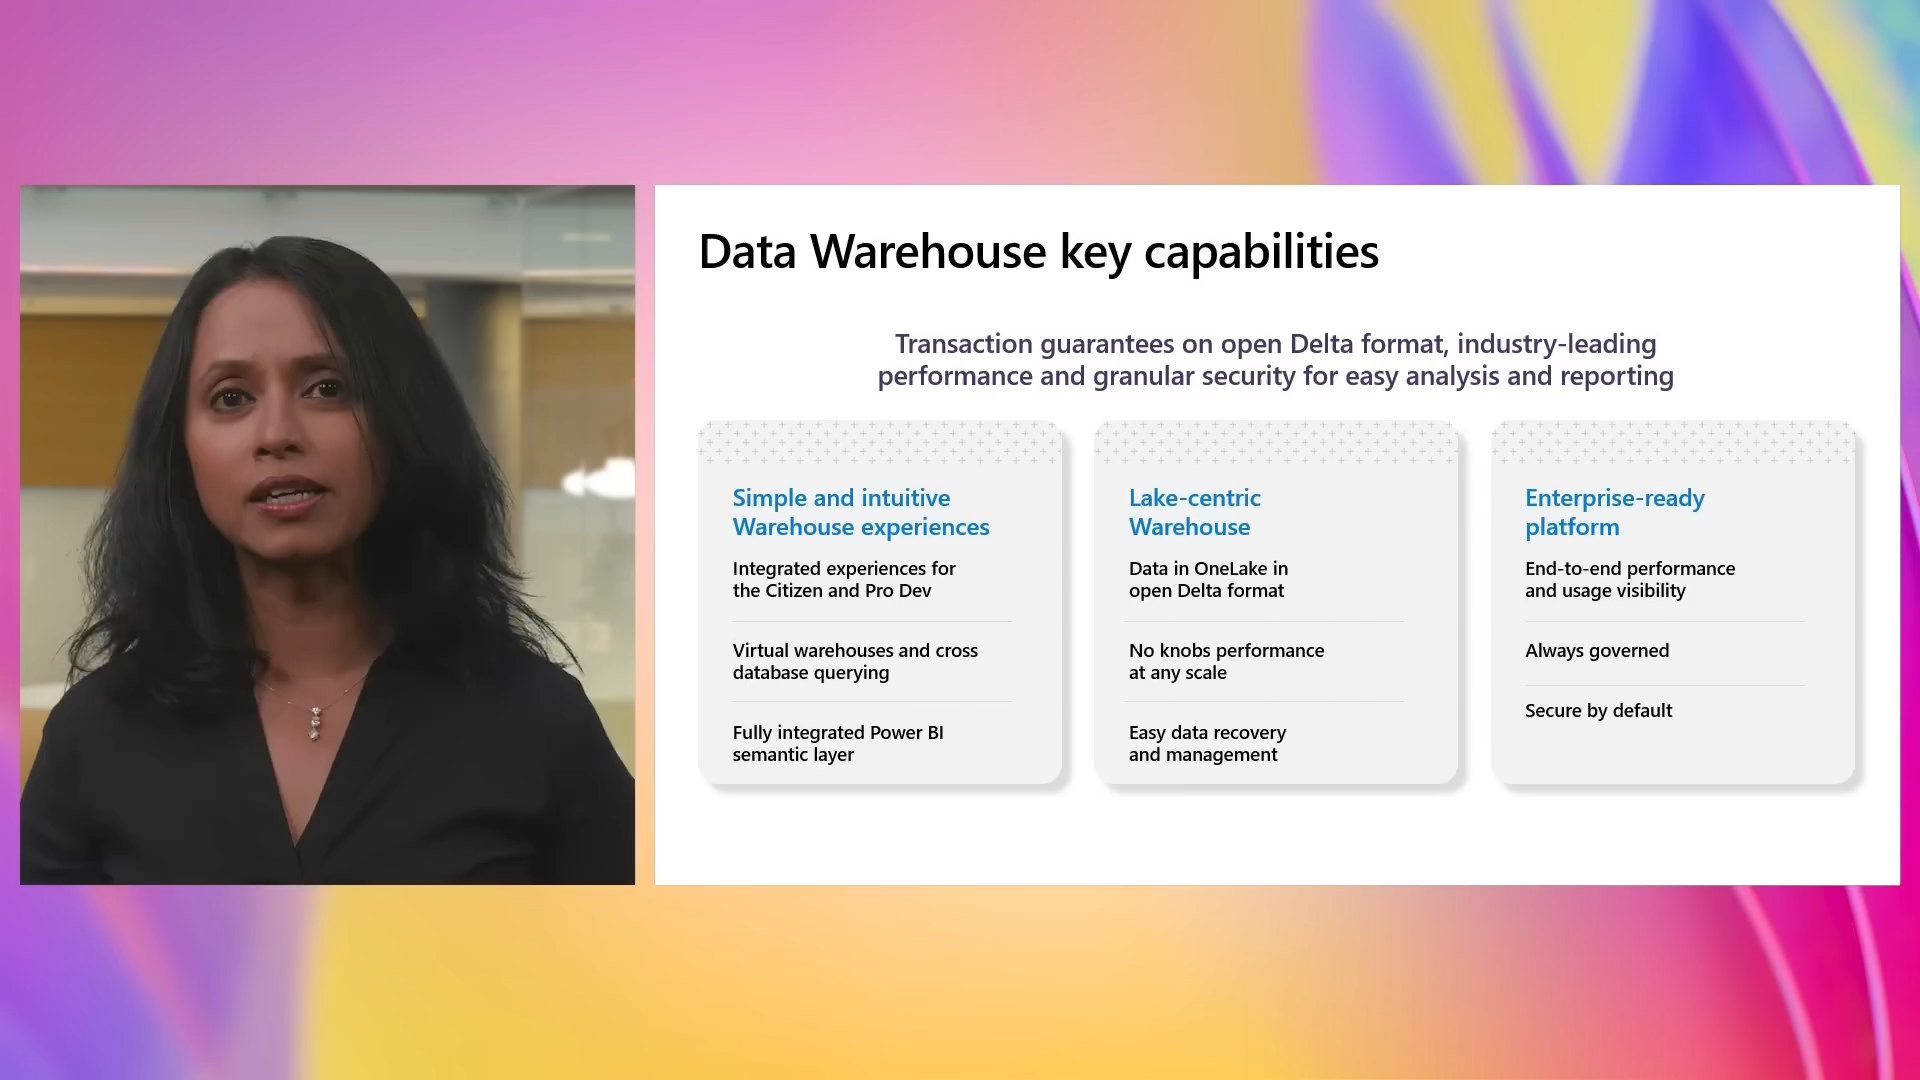 Data Warehouse key capabilities
Transaction guarantees on open Delta format, industry-leading
performance and granular security for easy analysis and reporting
Simple and intuitive
Warehouse experiences
Integrated experiences for
the Citizen and Pro Dev
Virtual warehouses and cross
database querying
Fully integrated Power BI
semantic layer
Lake-centric
Warehouse
Data in OneLake in
open Delta format
No knobs performance
at any scale
Easy data recovery
and management
Enterprise-ready
platform
End-to-end performance
and usage visibility
Always governed
Secure by default